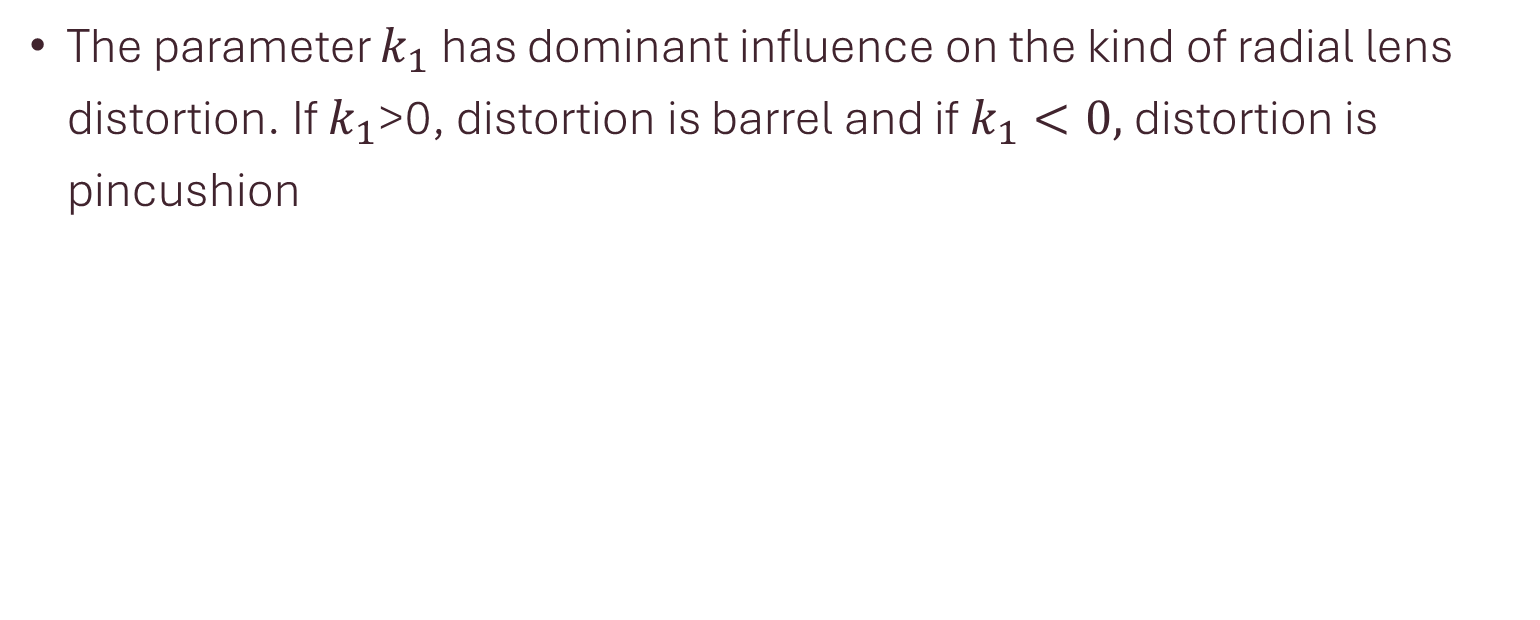 • The parameter k₁ has dominant influence on the kind of radial lens
distortion. If k₁>0, distortion is barrel and if k₁ < 0, distortion is
pincushion